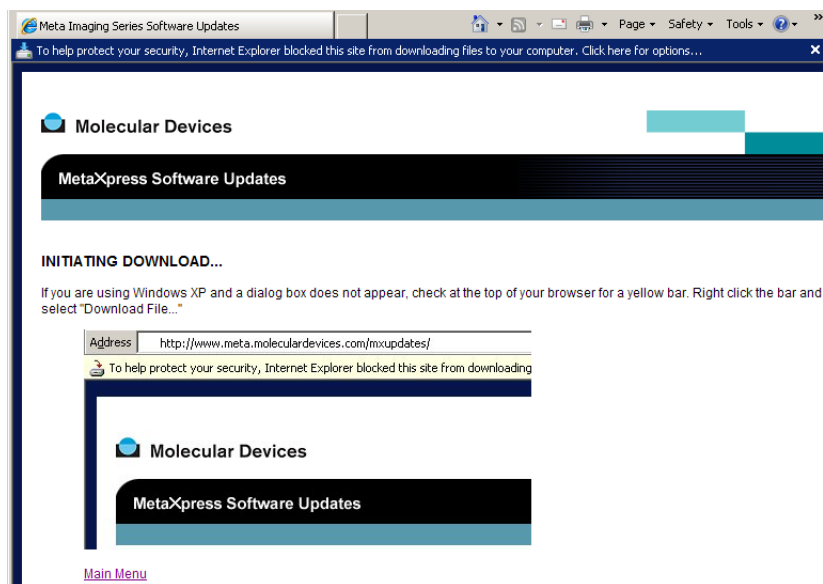 Meta Imaging Series Software Updates
Page Safety Tools
To help protect your security, Internet Explorer blocked this site from downloading files to your computer. Click here for options...
Molecular Devices
MetaXpress Software Updates
INITIATING DOWNLOAD...
If you are using Windows XP and a dialog box does not appear, check at the top of your browser for a yellow bar. Right click the bar and
select "Download File..."
Address http://www.meta.moleculardevices.com/mxupdates/
To help protect your security, Internet Explorer blocked this site from downloading
Molecular Devices
MetaXpress Software Updates
Main Menu